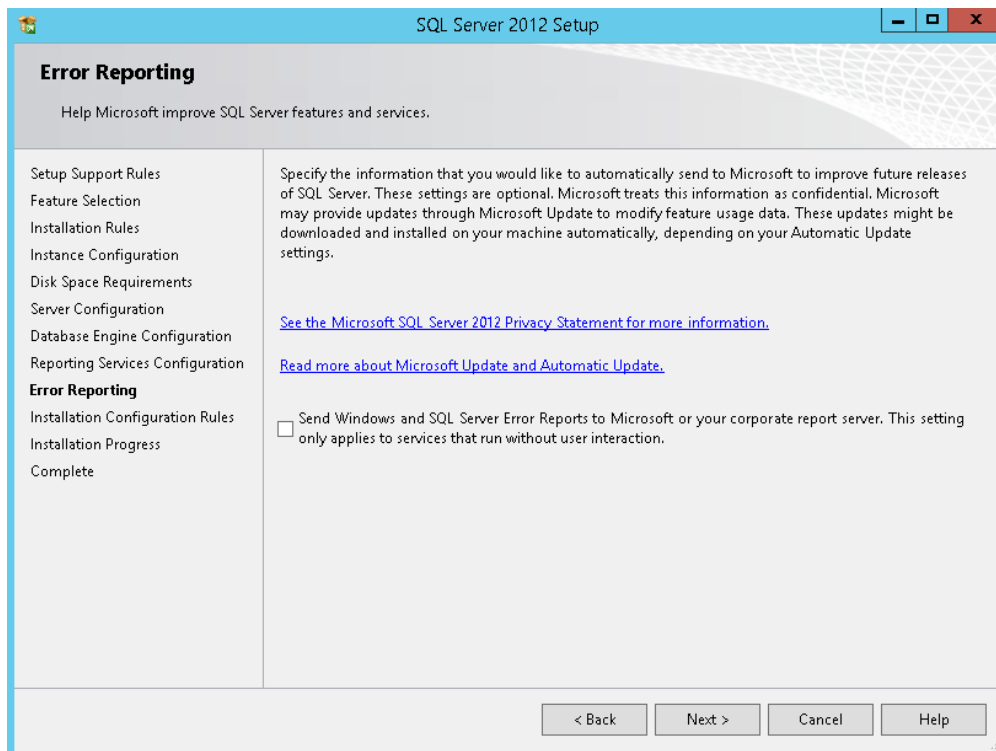 SQL Server 2012 Setup
Error Reporting
Help Microsoft improve SQL Server features and services.
Setup Support Rules
Feature Selection
Installation Rules
Instance Configuration
Disk Space Requirements
Server Configuration
Database Engine Configuration
Reporting Services Configuration
Error Reporting
Installation Configuration Rules
Installation Progress
Complete
Specify the information that you would like to automatically send to Microsoft to improve future releases
of SQL Server. These settings are optional. Microsoft treats this information as confidential. Microsoft
may provide updates through Microsoft Update to modify feature usage data. These updates might be
downloaded and installed on your machine automatically, depending on your Automatic Update
settings.
See the Microsoft SQL Server 2012 Privacy Statement for more information.
Read more about Microsoft Update and Automatic Update.
Send Windows and SQL Server Error Reports to Microsoft or your corporate report server. This setting
only applies to services that run without user interaction.
< Back
Next >
Cancel
Help